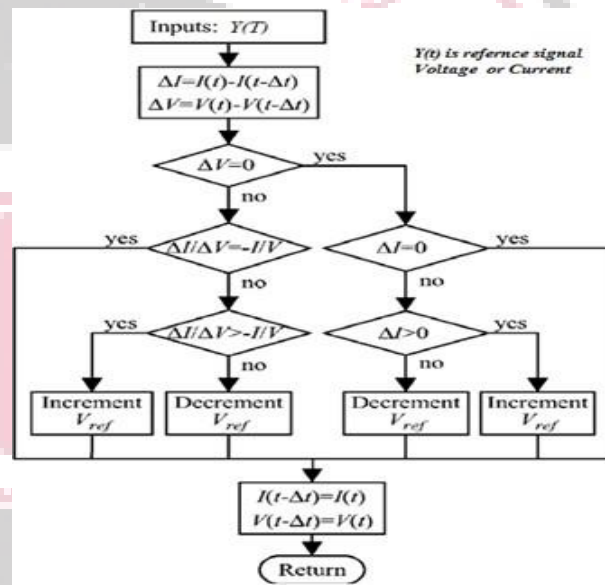 Inputs: Y(T)
Y(t) is refernce signal
Voltage or Current
ΔI=I(t)-I(t-Δt)
ΔV=V(t)-V(t-Δt)
ΔV=0
yes
no
yes
ΔI/ΔV=-I/V
ΔI=0
yes
no
no
yes
ΔI/ΔV>-I/V
ΔI>0
yes
no
no
Increment
Vref
Decrement
Vref
Decrement
Vref
Increment
Vref
I(t-Δt)=I(t)
V(t-Δt)=V(t)
Return